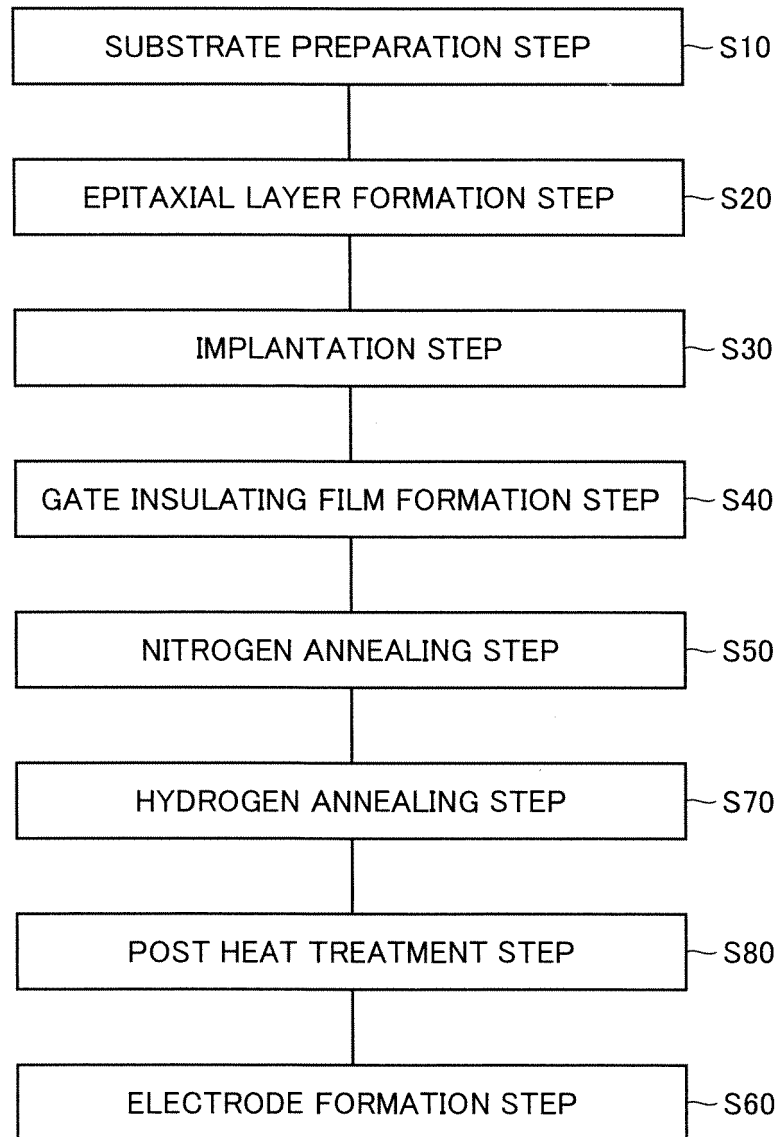 SUBSTRATE PREPARATION STEP S10
EPITAXIAL LAYER FORMATION STEP S20
IMPLANTATION STEP S30
GATE INSULATING FILM FORMATION STEP S40
NITROGEN ANNEALING STEP S50
HYDROGEN ANNEALING STEP S70
POST HEAT TREATMENT STEP S80
ELECTRODE FORMATION STEP S60